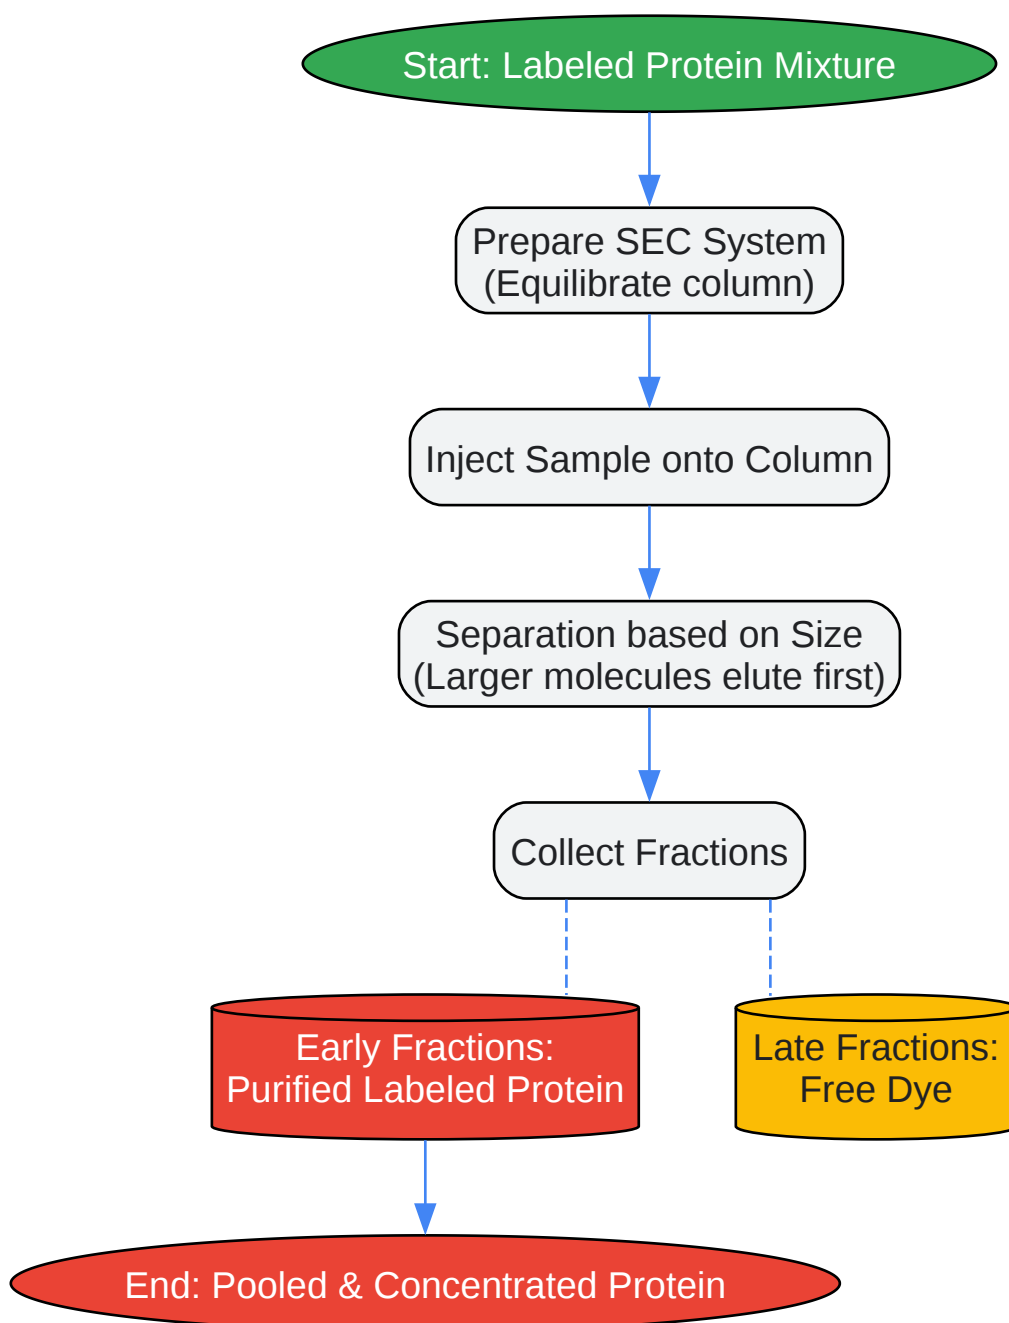 Start: Labeled Protein Mixture
Prepare SEC System
(Equilibrate column)
Inject Sample onto Column
Separation based on Size
(Larger molecules elute first)
Collect Fractions
Early Fractions:
Purified Labeled Protein
Late Fractions:
Free Dye
End: Pooled & Concentrated Protein